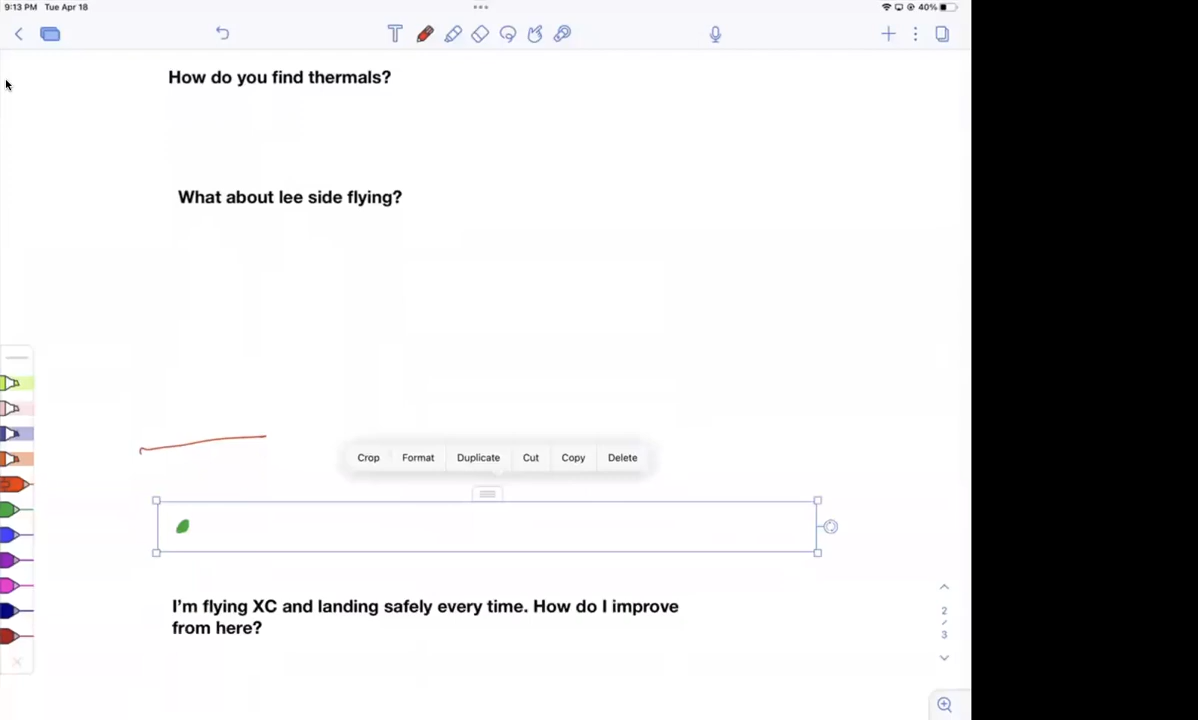 9:13 PM Tue Apr 18
40%
T
How do you find thermals?
What about lee side flying?
Crop Format Duplicate Cut Copy Delete
I’m flying XC and landing safely every time. How do I improve
from here?
2
/
3